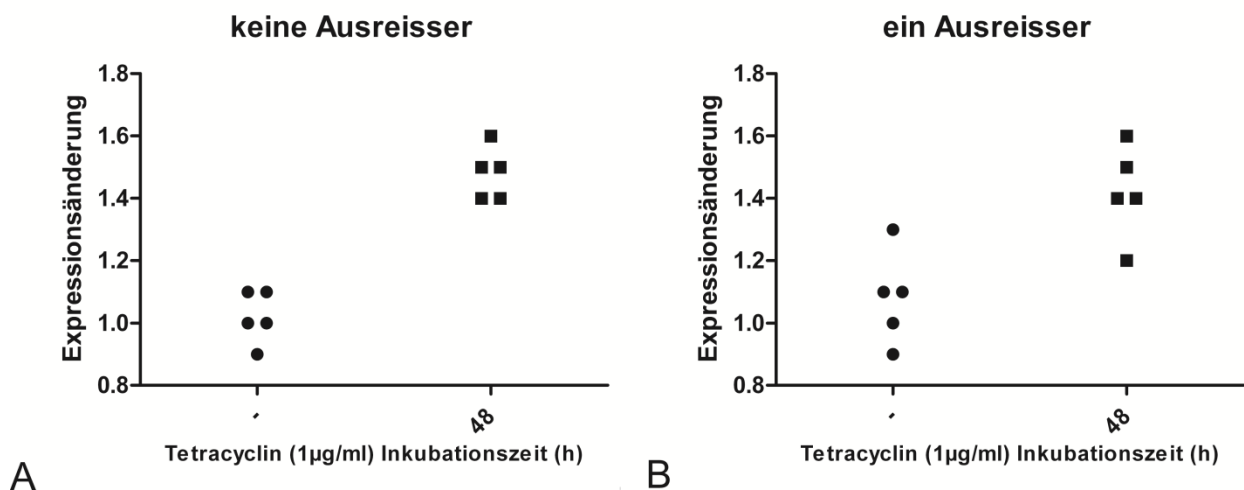 keine Ausreisser
Expressionsänderung
1.8
1.6
1.4
1.2
1.0
0.8
-
48
Tetracyclin (1µg/ml) Inkubationszeit (h)
A
ein Ausreisser
Expressionsänderung
1.8
1.6
1.4
1.2
1.0
0.8
-
48
Tetracyclin (1µg/ml) Inkubationszeit (h)
B